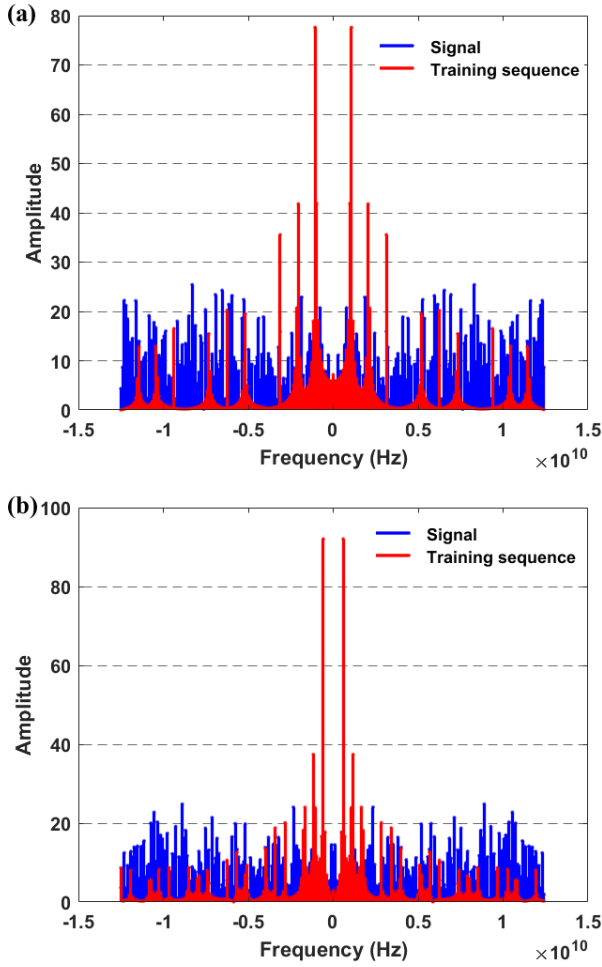 (a)
80
70
60
50
40
30
20
10
0
Amplitude
Signal
Training sequence
-1.5 -1 -0.5 0 0.5 1 1.5
Frequency (Hz)
×10^10
(b)
100
80
60
40
20
0
Amplitude
Signal
Training sequence
-1.5 -1 -0.5 0 0.5 1 1.5
Frequency (Hz)
×10^10